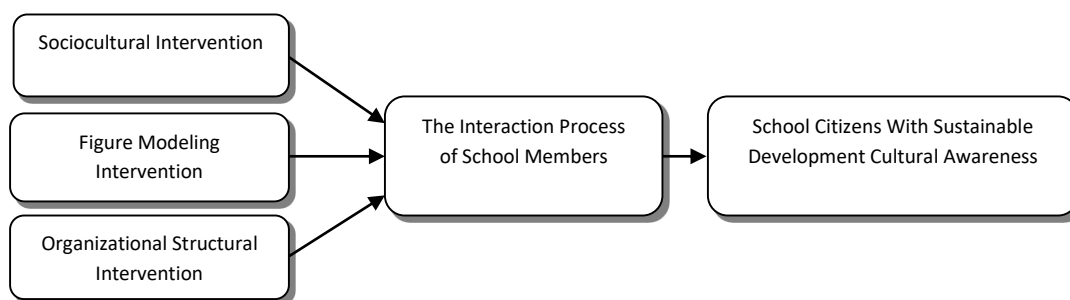 Sociocultural Intervention
Figure Modeling
Intervention
Organizational Structural
Intervention
The Interaction Process
of School Members
School Citizens With Sustainable
Development Cultural Awareness